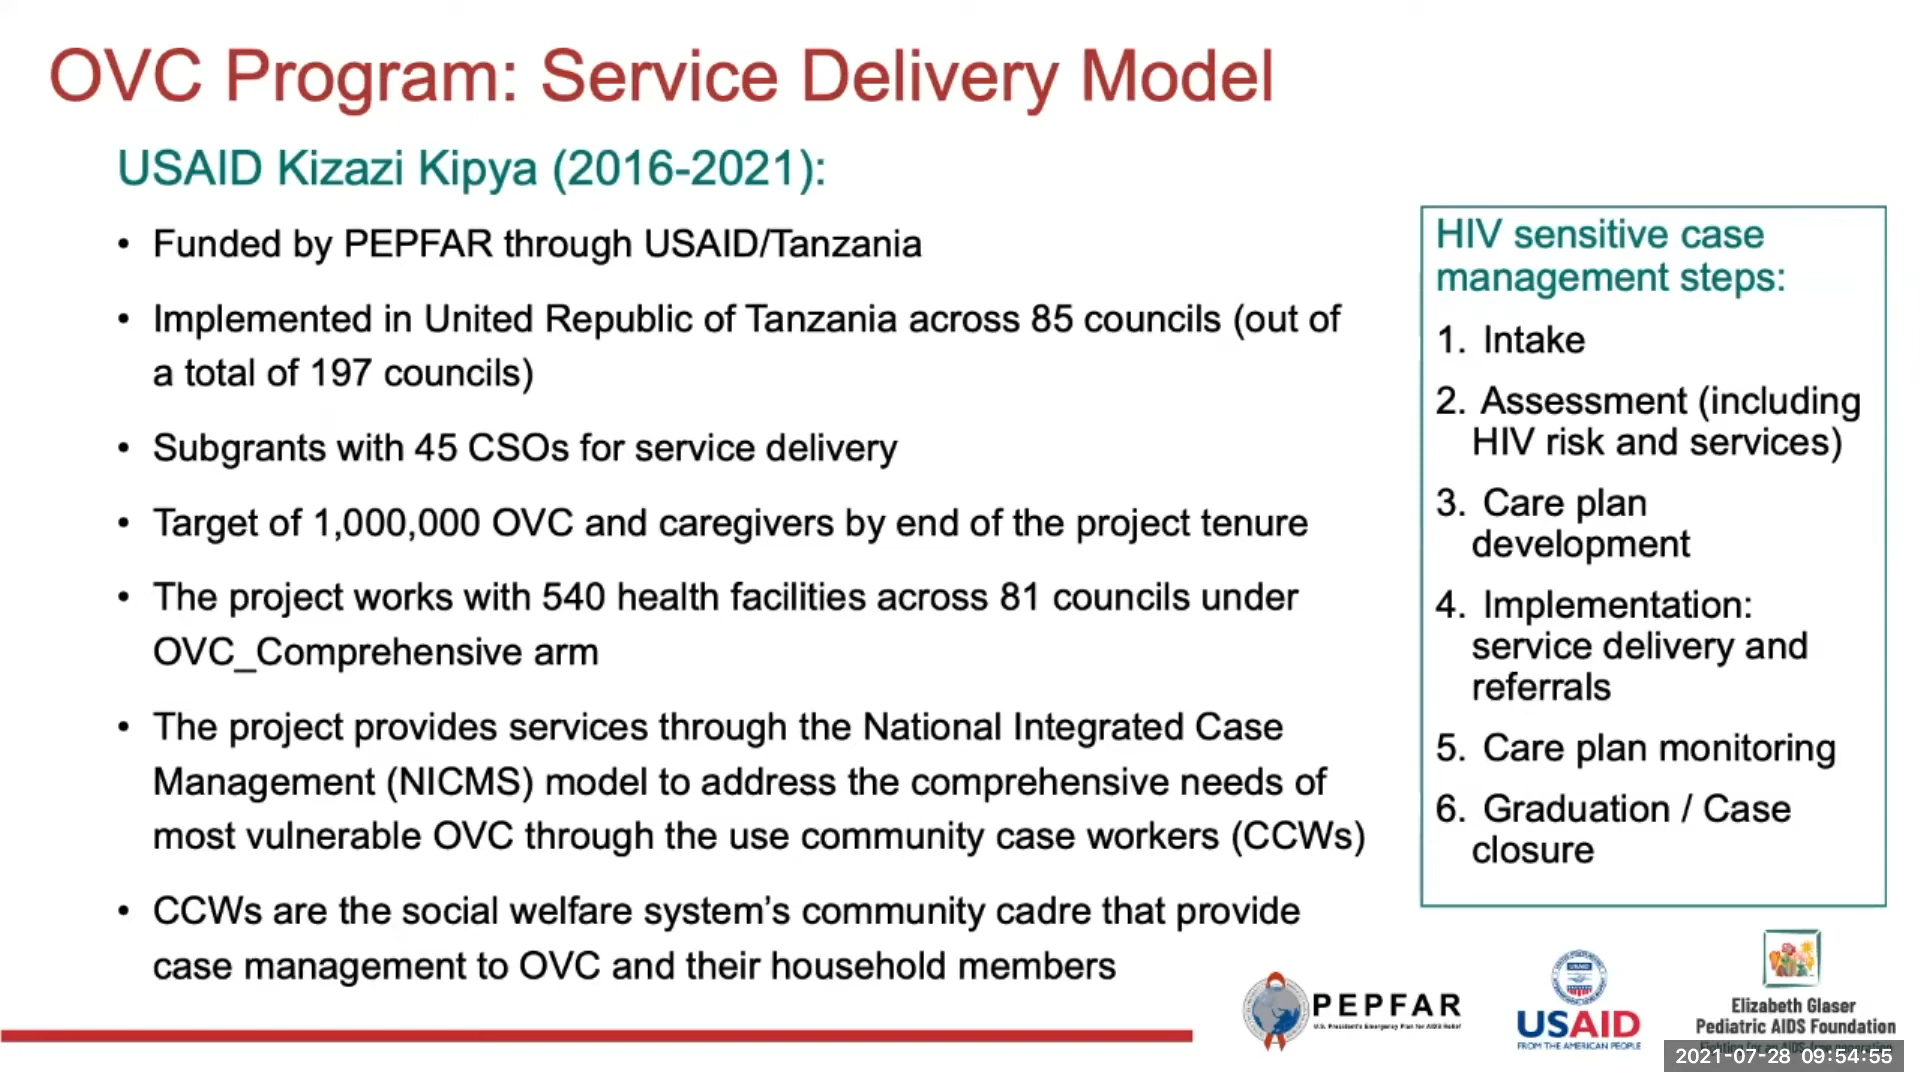 OVC Program: Service Delivery Model
USAID Kizazi Kipya (2016-2021):
• Funded by PEPFAR through USAID/Tanzania
• Implemented in United Republic of Tanzania across 85 councils (out of
a total of 197 councils)
• Subgrants with 45 CSOs for service delivery
• Target of 1,000,000 OVC and caregivers by end of the project tenure
• The project works with 540 health facilities across 81 councils under
OVC_Comprehensive arm
• The project provides services through the National Integrated Case
Management (NICMS) model to address the comprehensive needs of
most vulnerable OVC through the use community case workers (CCWs)
• CCWs are the social welfare system’s community cadre that provide
case management to OVC and their household members
HIV sensitive case
management steps:
1. Intake
2. Assessment (including
HIV risk and services)
3. Care plan
development
4. Implementation:
service delivery and
referrals
5. Care plan monitoring
6. Graduation / Case
closure
PEPFAR
U.S. President's Emergency Plan for AIDS Relief
USAID
USAID
FROM THE AMERICAN PEOPLE
Elizabeth Glaser
Pediatric AIDS Foundation
2021-07-28 09:54:55